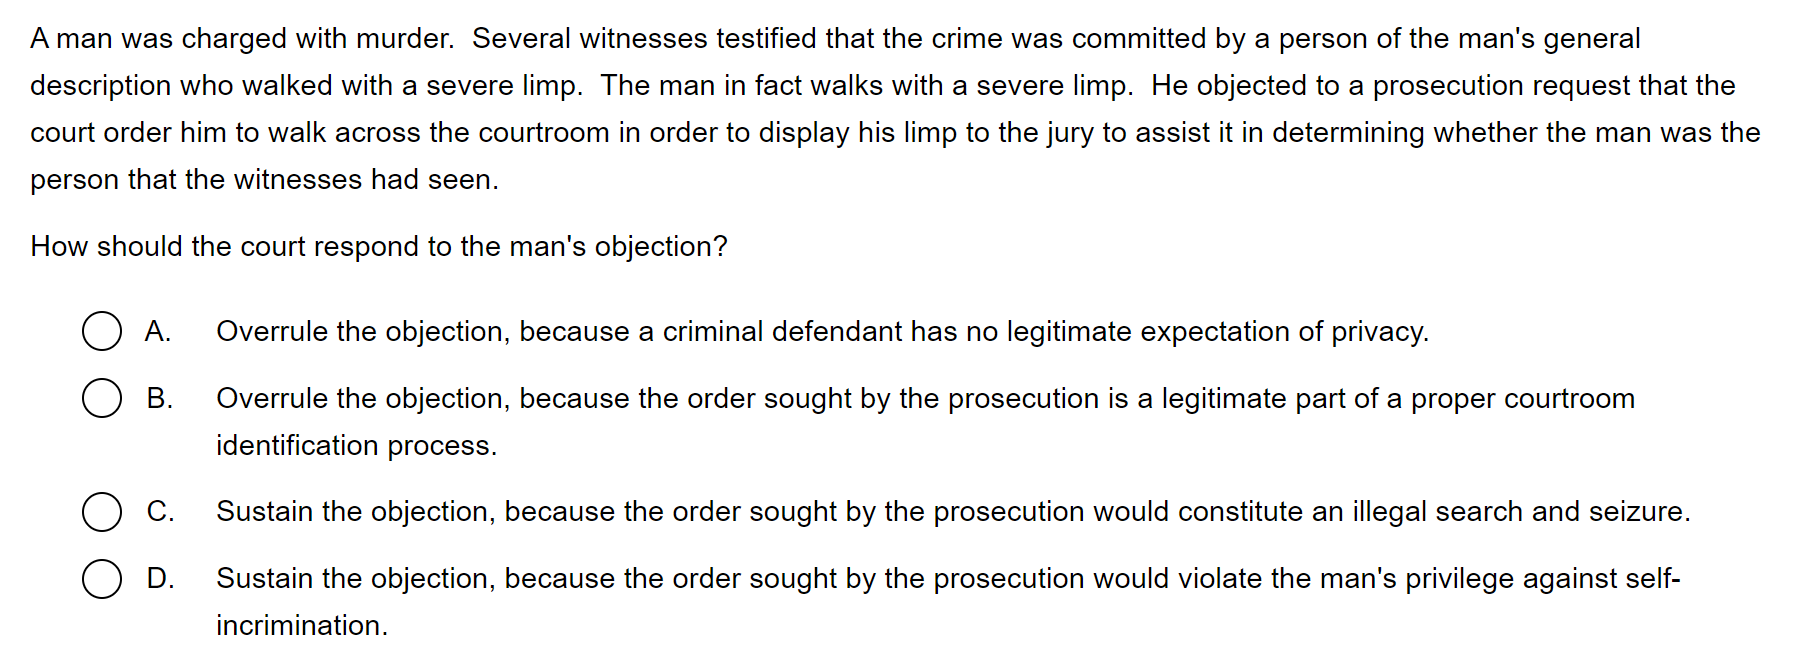 A man was charged with murder.  Several witnesses testified that the crime was committed by a person of the man's general
description who walked with a severe limp.  The man in fact walks with a severe limp.  He objected to a prosecution request that the
court order him to walk across the courtroom in order to display his limp to the jury to assist it in determining whether the man was the
person that the witnesses had seen.
How should the court respond to the man's objection?
A. Overrule the objection, because a criminal defendant has no legitimate expectation of privacy.
B. Overrule the objection, because the order sought by the prosecution is a legitimate part of a proper courtroom
identification process.
C. Sustain the objection, because the order sought by the prosecution would constitute an illegal search and seizure.
D. Sustain the objection, because the order sought by the prosecution would violate the man's privilege against self-
incrimination.